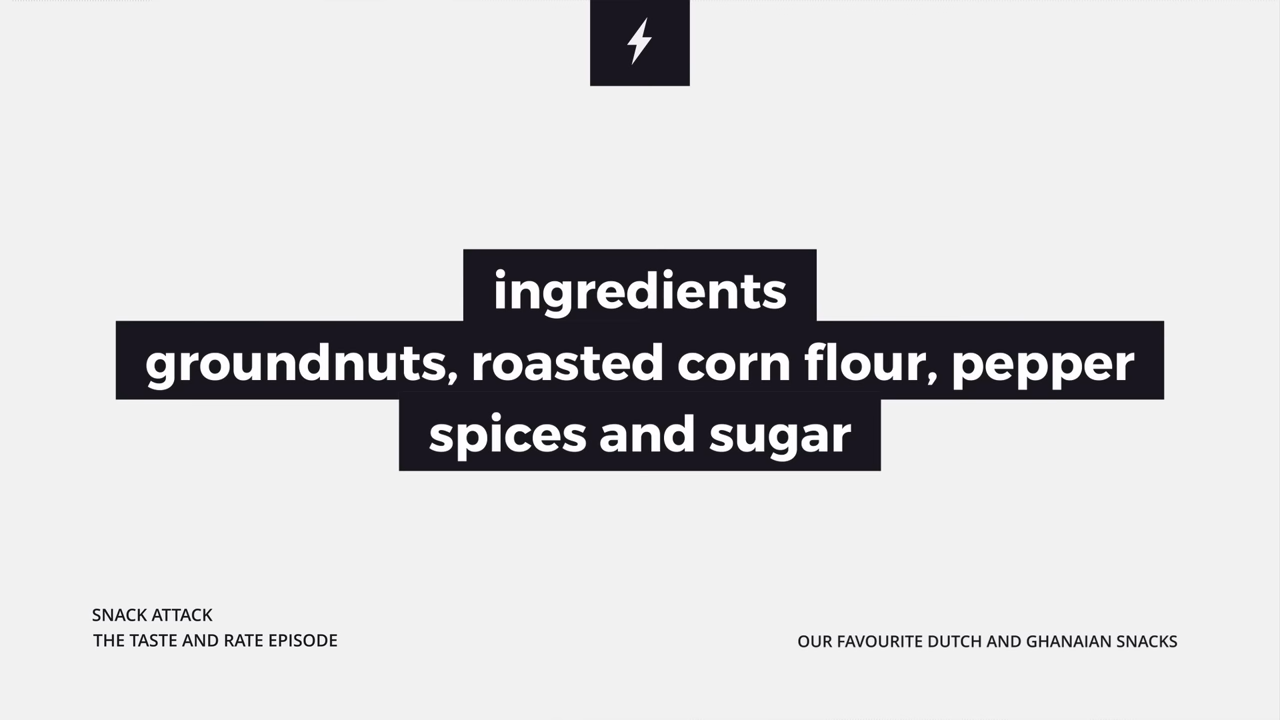 ingredients
groundnuts, roasted corn flour, pepper
spices and sugar
SNACK ATTACK
THE TASTE AND RATE EPISODE
OUR FAVOURITE DUTCH AND GHANAIAN SNACKS